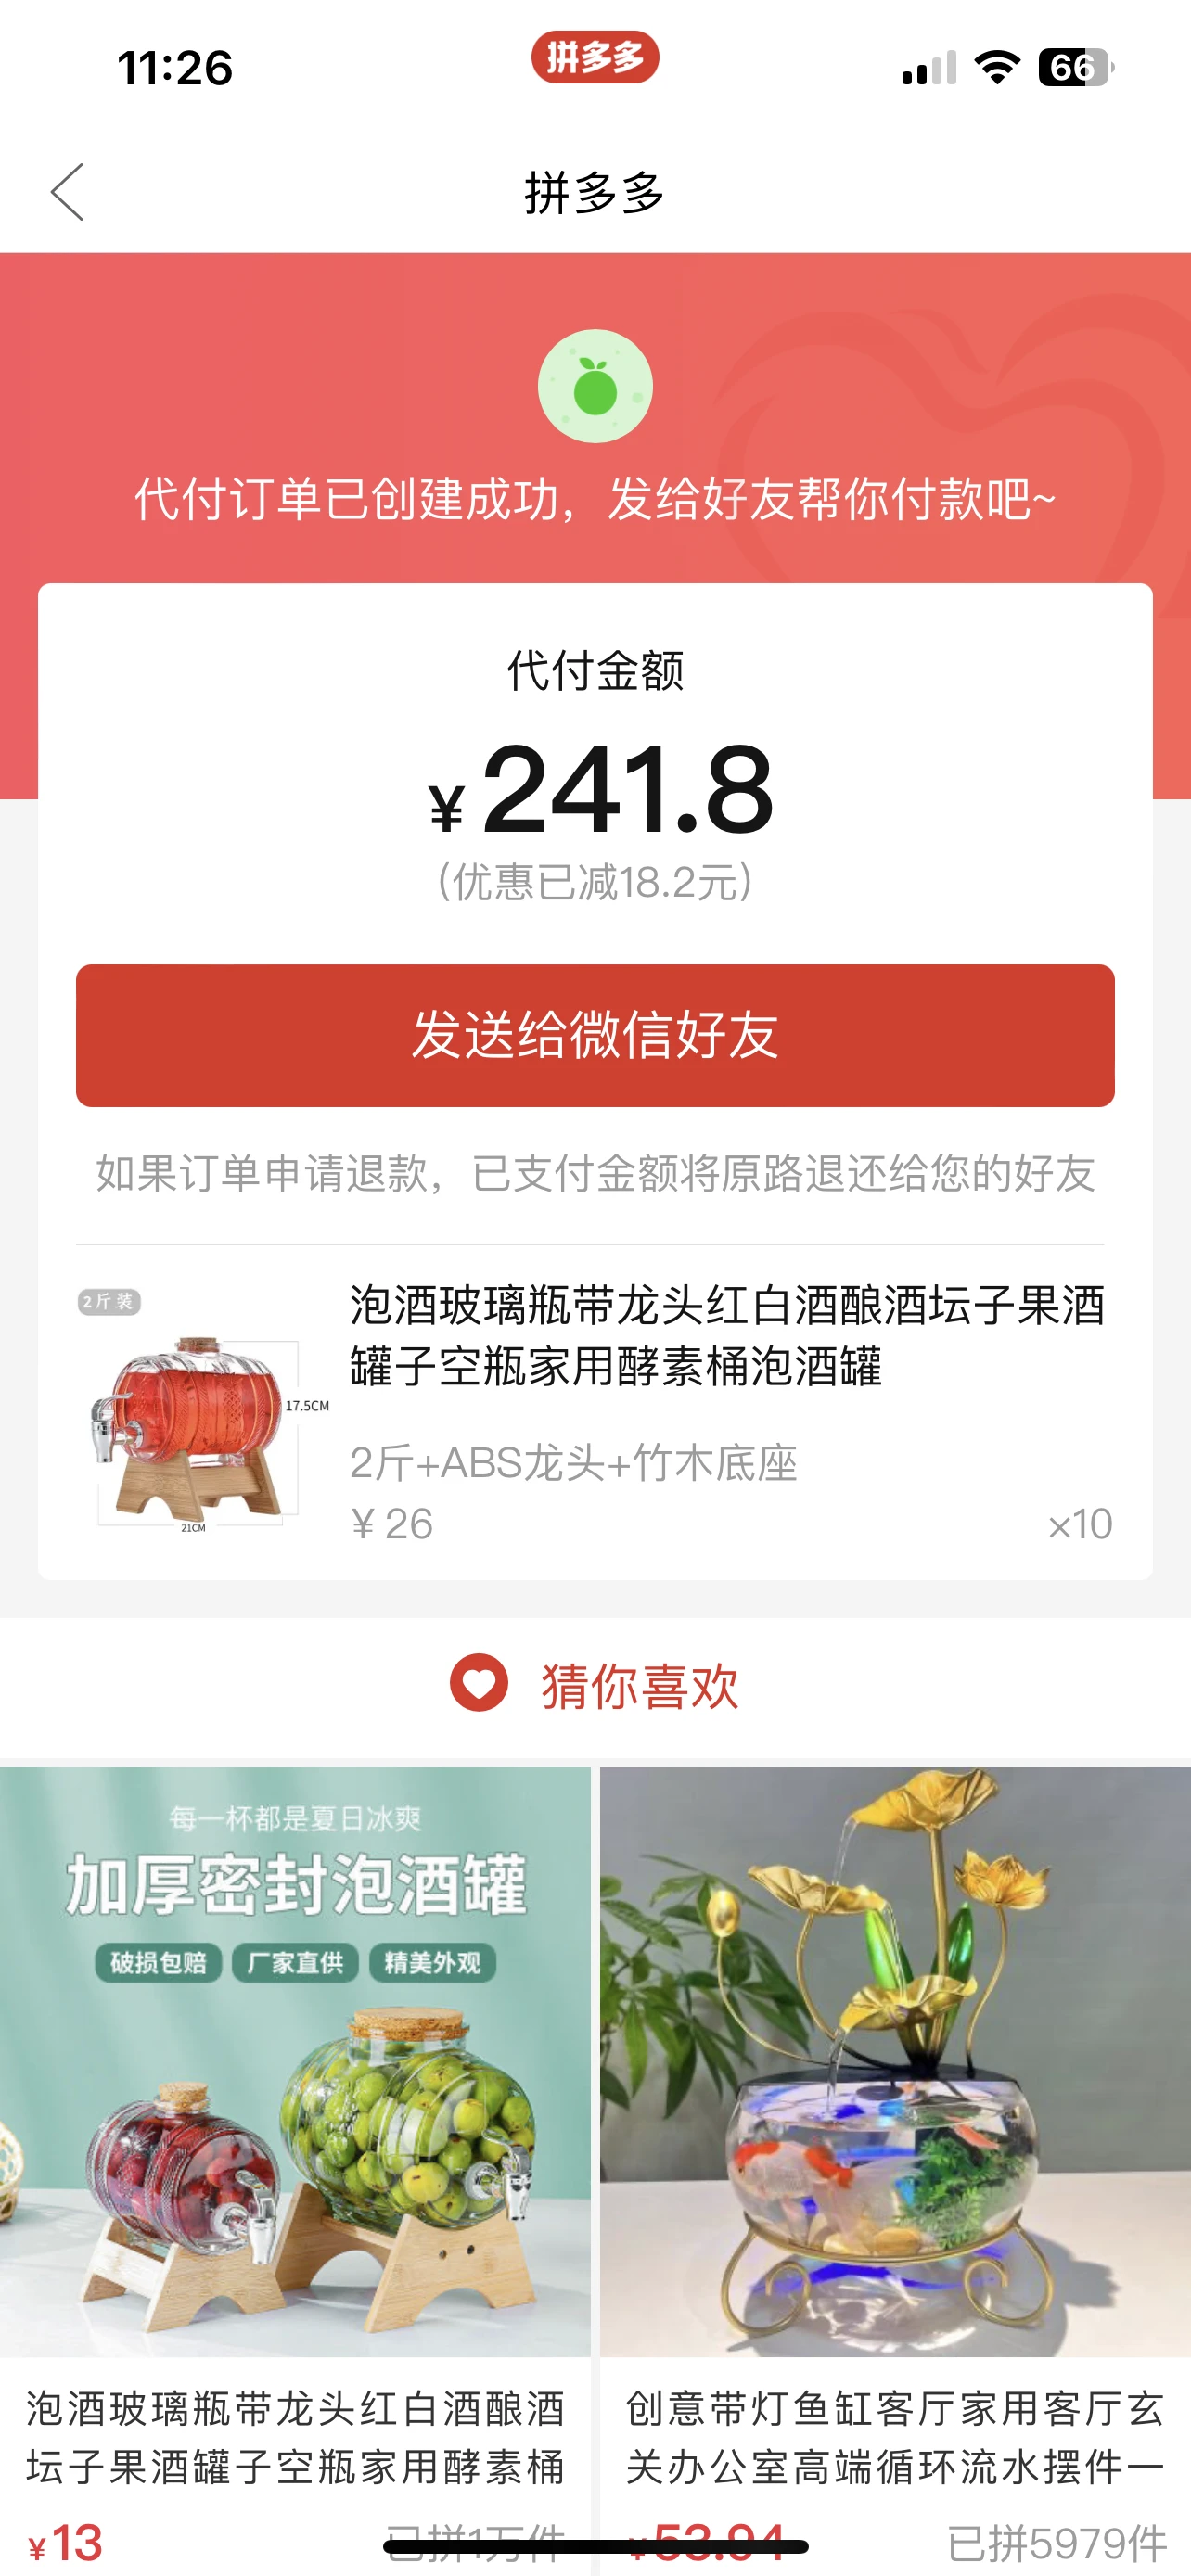 11:26
拼多多
66
拼多多
代付订单已创建成功，发给好友帮你付款吧~
代付金额
¥241.8
(优惠已减18.2元)
发送给微信好友
如果订单申请退款，已支付金额将原路退还给您的好友
2斤装
17.5CM
21CM
泡酒玻璃瓶带龙头红白酒酿酒坛子果酒
罐子空瓶家用酵素桶泡酒罐
2斤+ABS龙头+竹木底座
¥ 26
×10
猜你喜欢
每一杯都是夏日冰爽
加厚密封泡酒罐
破损包赔 厂家直供 精美外观
泡酒玻璃瓶带龙头红白酒酿酒
坛子果酒罐子空瓶家用酵素桶
¥13 已拼1万件
创意带灯鱼缸客厅家用客厅玄
关办公室高端循环流水摆件一
¥53.94 已拼5979件